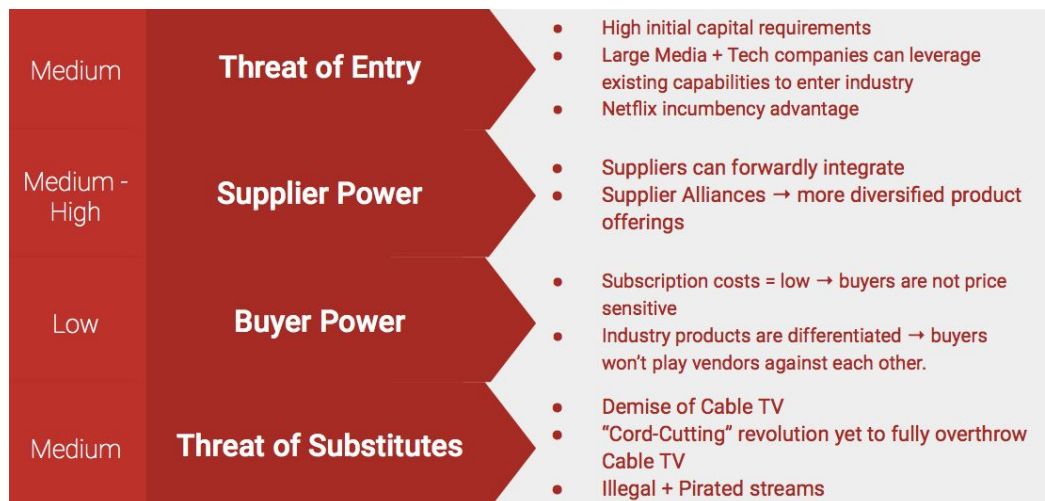 Medium
Threat of Entry
● High initial capital requirements
● Large Media + Tech companies can leverage
existing capabilities to enter industry
● Netflix incumbency advantage
Medium -
High
Supplier Power
● Suppliers can forwardly integrate
● Supplier Alliances → more diversified product
offerings
Low
Buyer Power
● Subscription costs = low → buyers are not price
sensitive
● Industry products are differentiated → buyers
won't play vendors against each other.
Medium
Threat of Substitutes
● Demise of Cable TV
● “Cord-Cutting” revolution yet to fully overthrow
Cable TV
● Illegal + Pirated streams